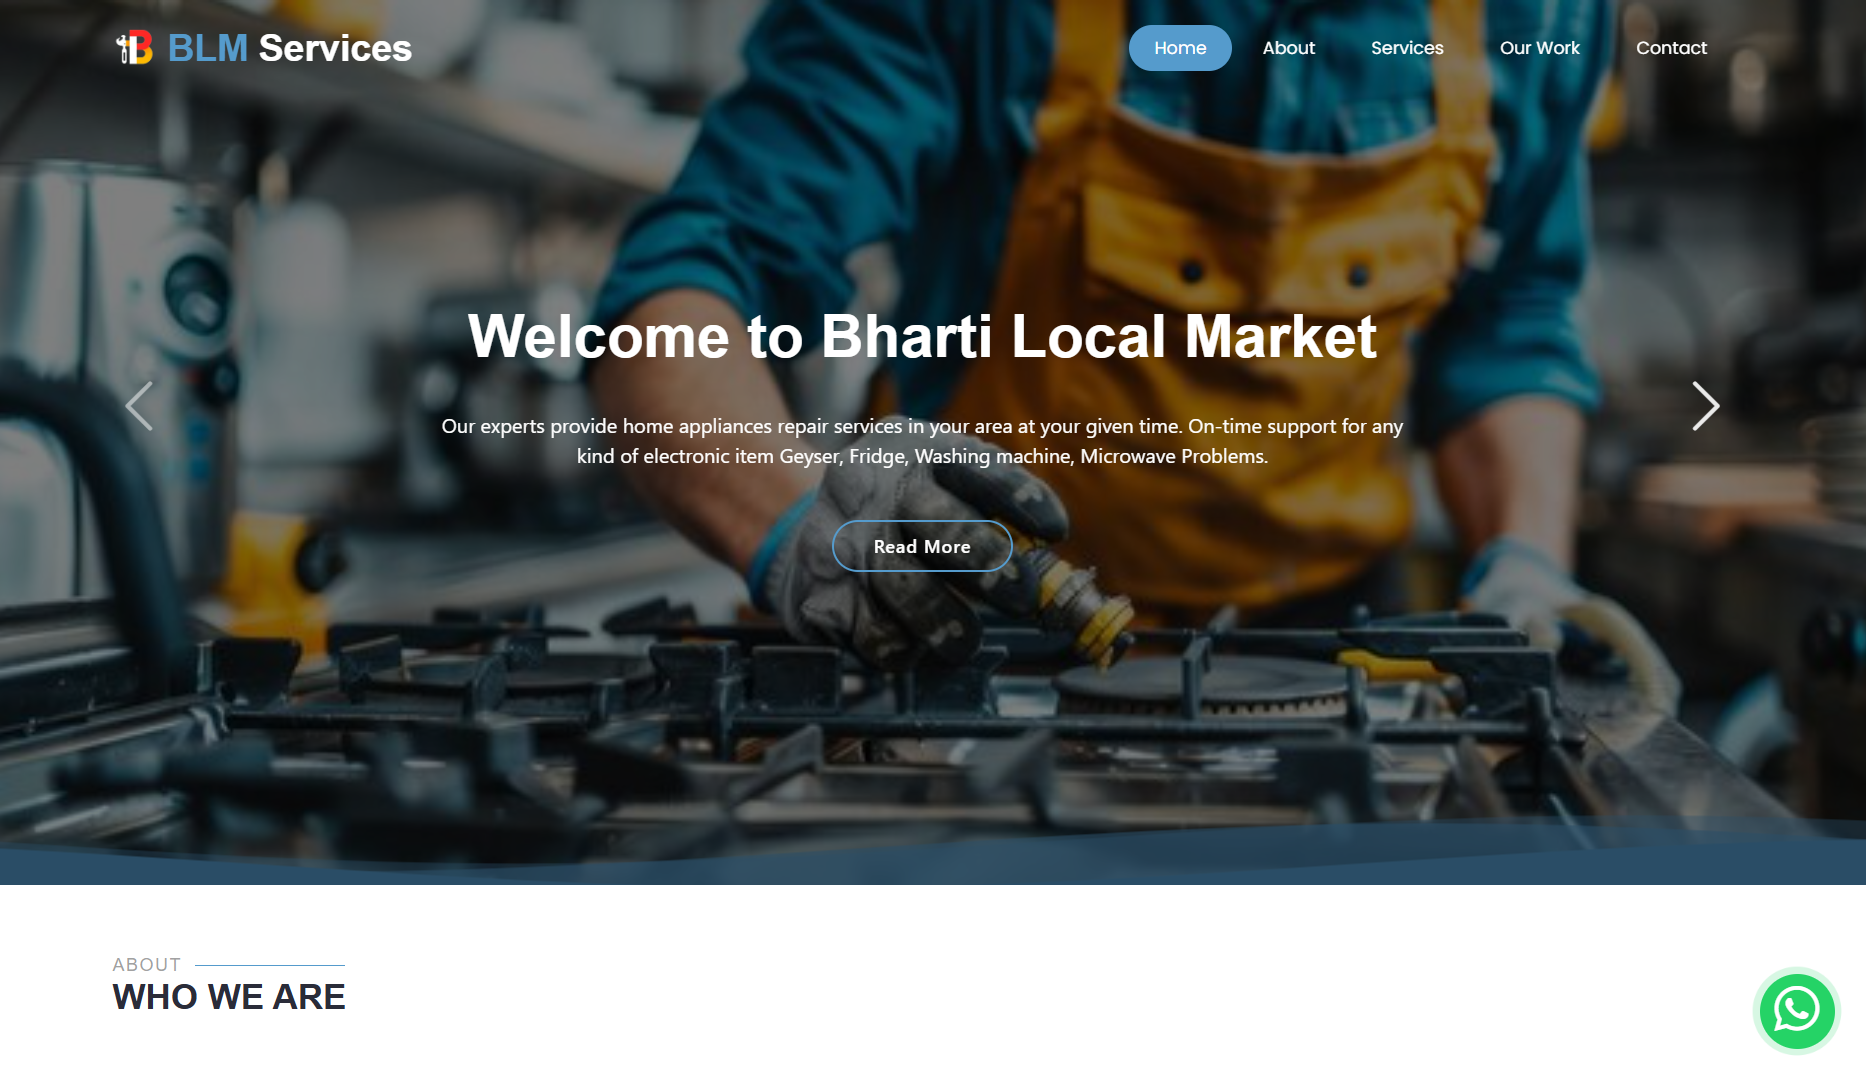 BLM Services
Home
About
Services
Our Work
Contact
Welcome to Bharti Local Market
Our experts provide home appliances repair services in your area at your given time. On-time support for any
kind of electronic item Geyser, Fridge, Washing machine, Microwave Problems.
Read More
ABOUT
WHO WE ARE